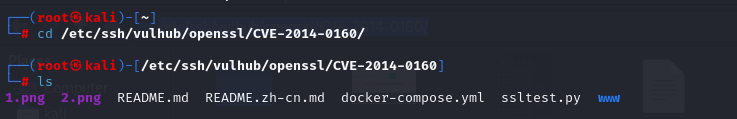 ┌──(root㉿kali)-[~]
└─# cd /etc/ssh/vulhub/openssl/CVE-2014-0160/
┌──(root㉿kali)-[/etc/ssh/vulhub/openssl/CVE-2014-0160]
└─# ls
1.png 2.png README.md README.zh-cn.md docker-compose.yml ssltest.py www